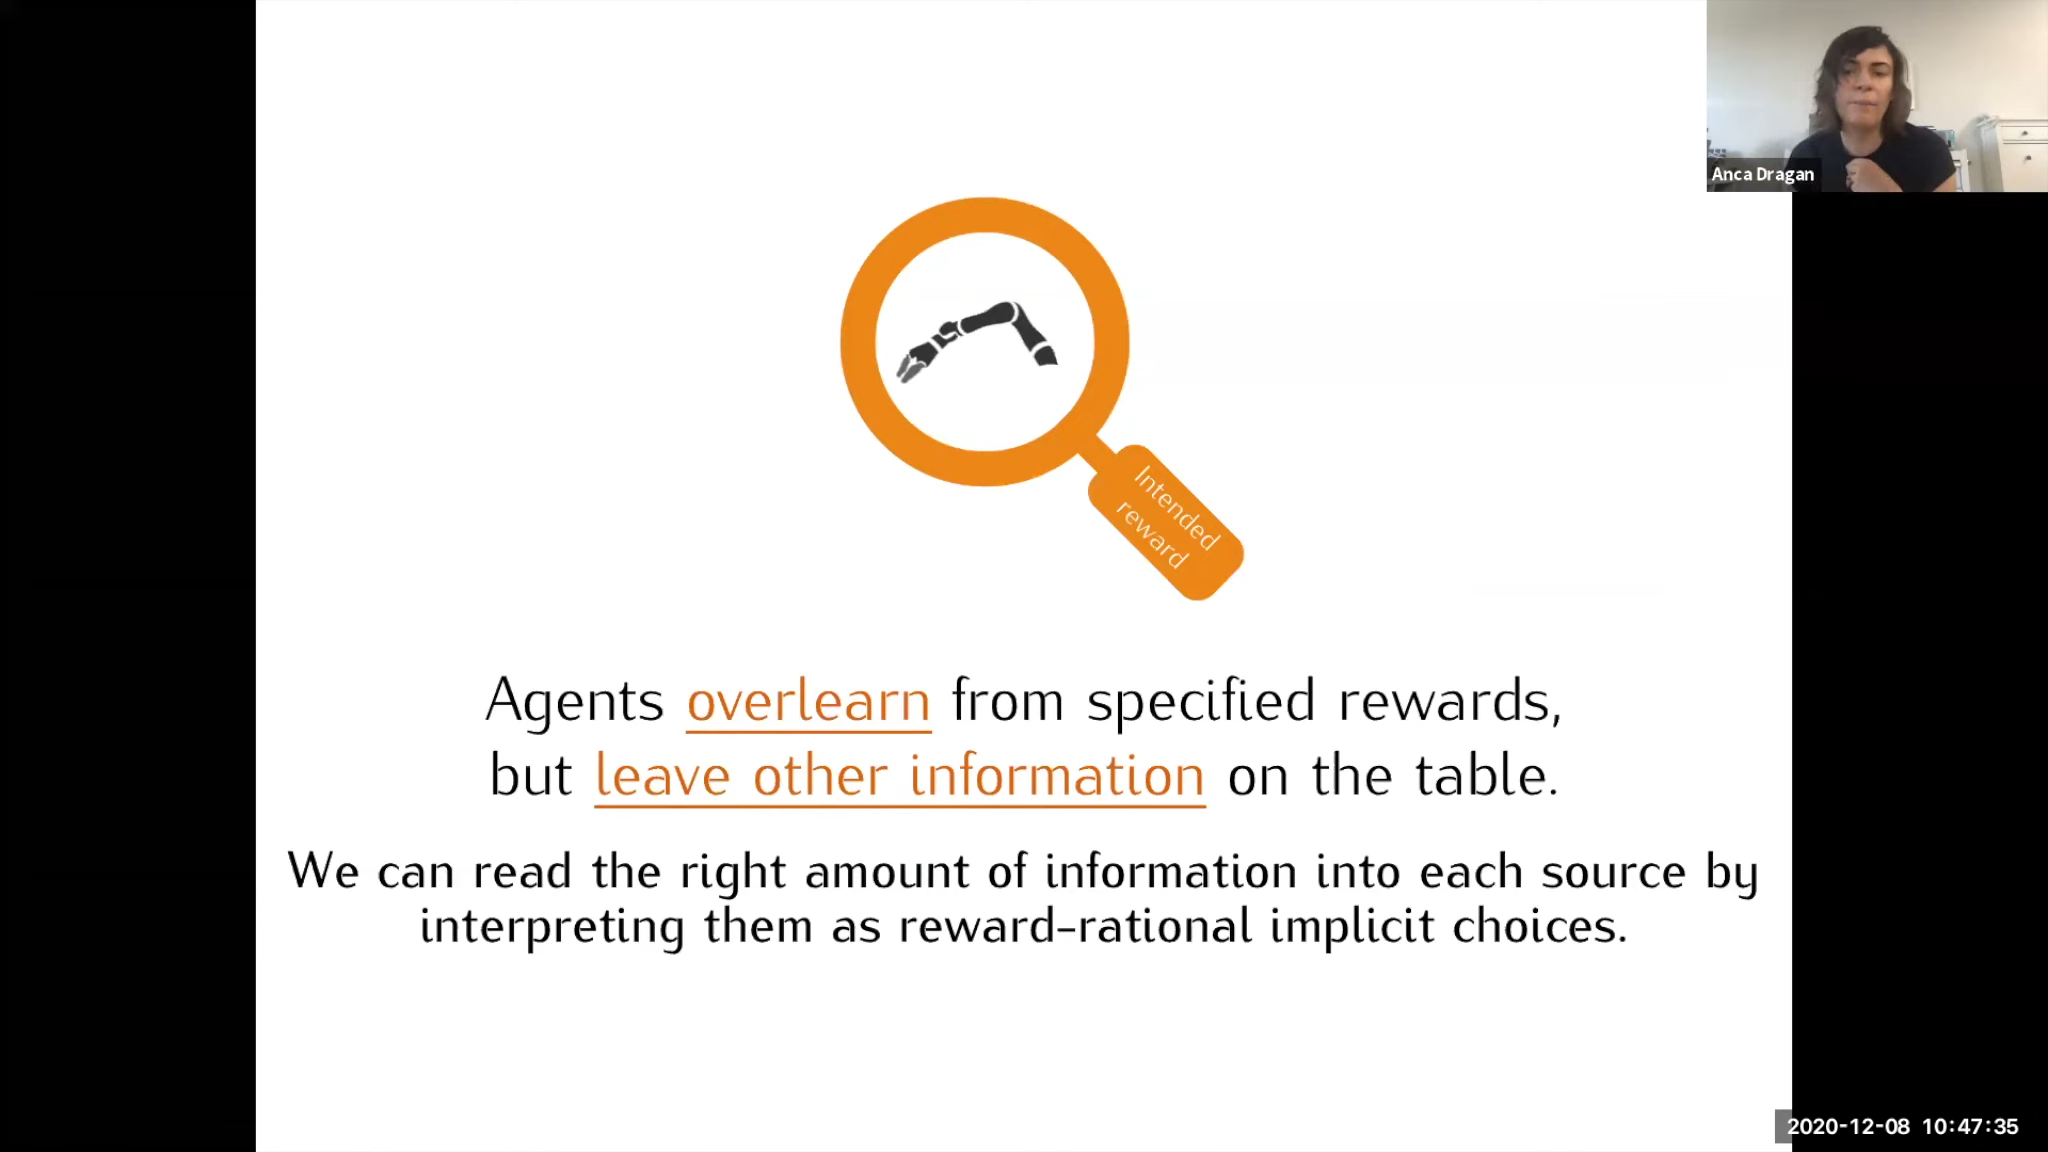 Anca Dragan
Intended
reward
Agents overlearn from specified rewards,
but leave other information on the table.
We can read the right amount of information into each source by
interpreting them as reward-rational implicit choices.
2020-12-08 10:47:35